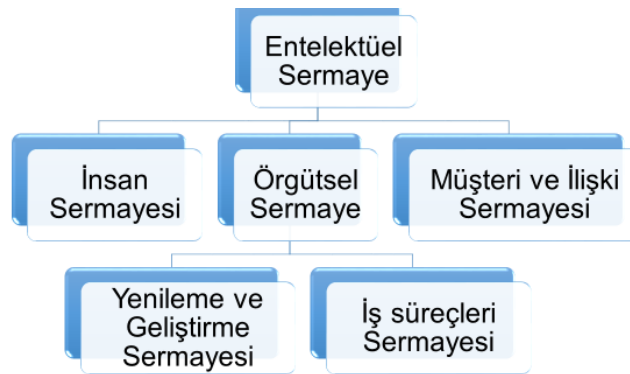 Entelektüel
Sermaye
İnsan
Sermayesi
Örgütsel
Sermaye
Müşteri ve İlişki
Sermayesi
Yenileme ve
Geliştirme
Sermayesi
İş süreçleri
Sermayesi